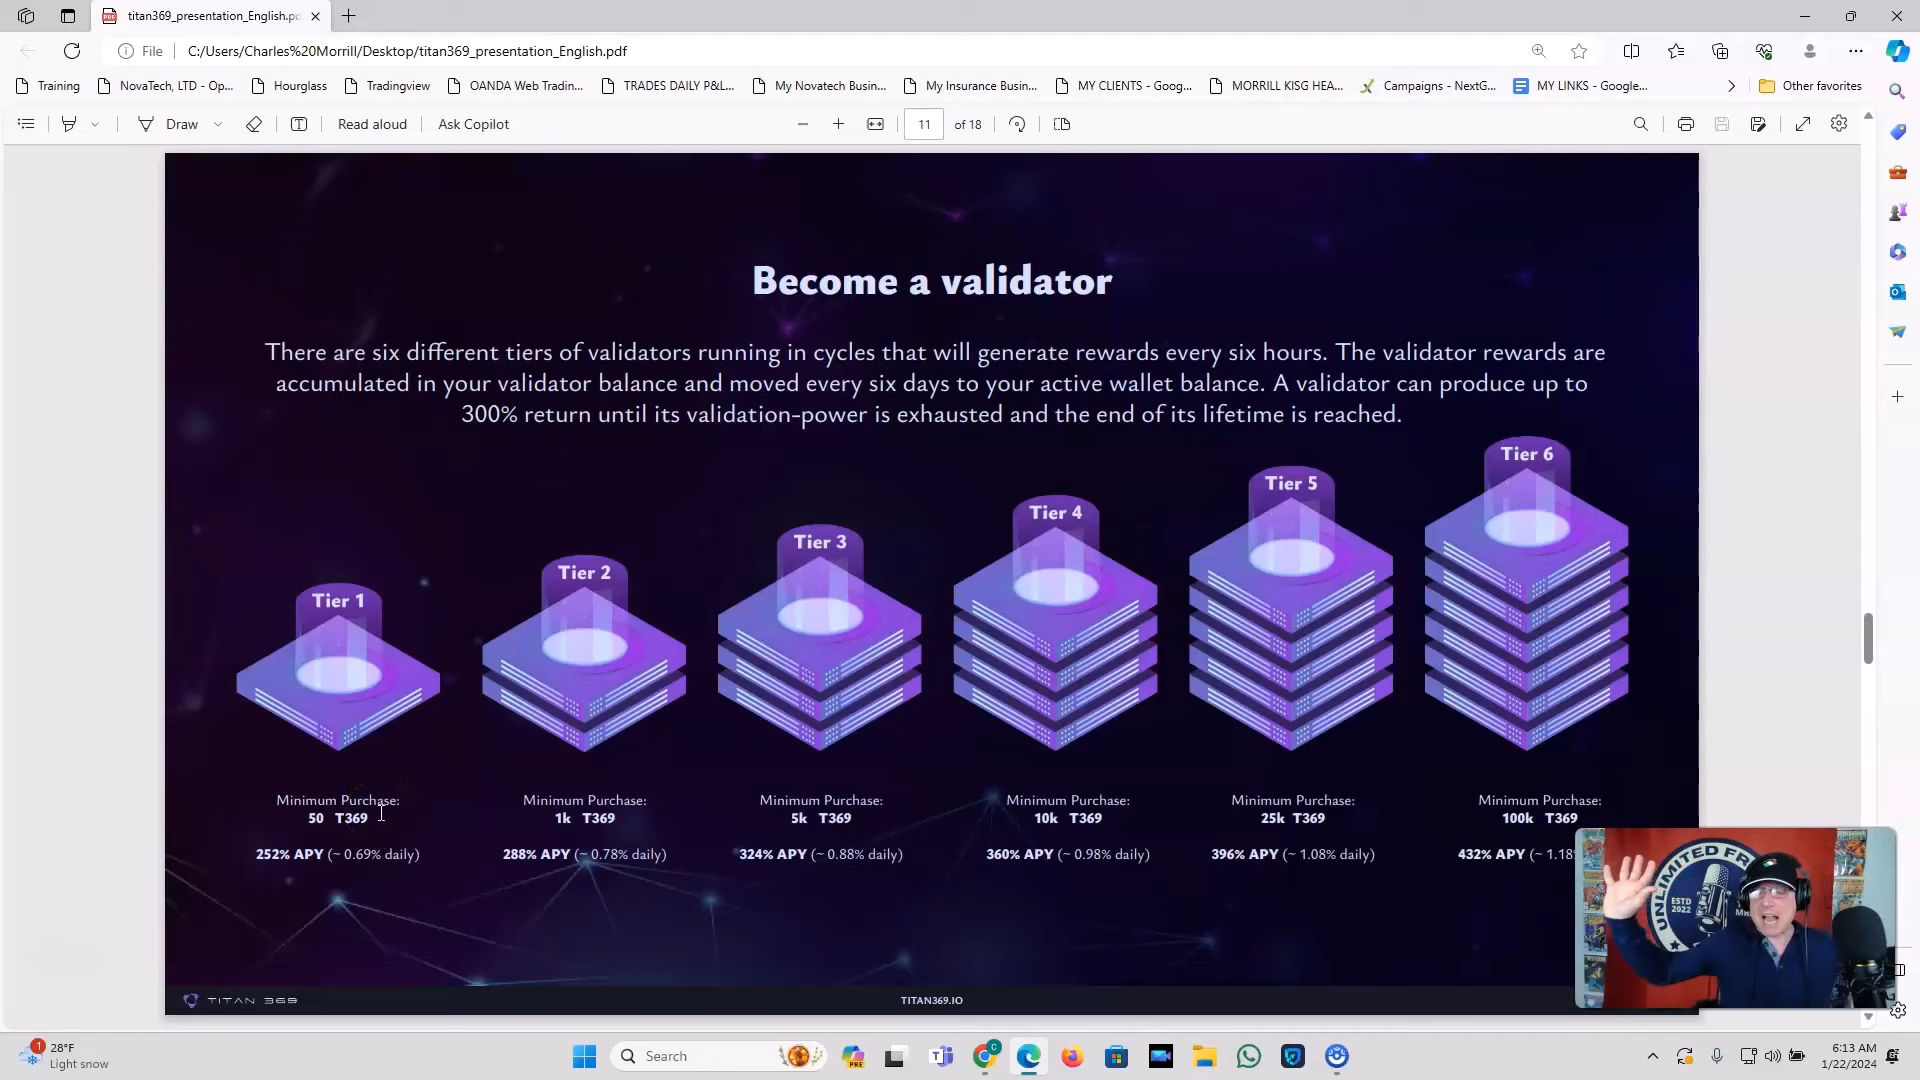 titan369_presentation_English.pd
File
C:/Users/Charles%20Morrill/Desktop/titan369_presentation_English.pdf
Training
NovaTech, LTD - Op...
Hourglass
Tradingview
OANDA Web Tradin...
TRADES DAILY P&L...
My Novatech Busin...
My Insurance Busin...
MY CLIENTS - Goog...
MORRILL KISG HEA...
Campaigns - NextG...
MY LINKS - Google...
Other favorites
Draw
Read aloud
Ask Copilot
11 of 18
Become a validator
There are six different tiers of validators running in cycles that will generate rewards every six hours. The validator rewards are
accumulated in your validator balance and moved every six days to your active wallet balance. A validator can produce up to
300% return until its validation-power is exhausted and the end of its lifetime is reached.
Tier 1
Tier 2
Tier 3
Tier 4
Tier 5
Tier 6
Minimum Purchase:
50 T369
252% APY (~ 0.69% daily)
Minimum Purchase:
1k T369
288% APY (~ 0.78% daily)
Minimum Purchase:
5k T369
324% APY (~ 0.88% daily)
Minimum Purchase:
10k T369
360% APY (~ 0.98% daily)
Minimum Purchase:
25k T369
396% APY (~ 1.08% daily)
Minimum Purchase:
100k T369
432% APY (~ 1.18
UNLIMITED FR
ESTD
2022
TITAN 369
TITAN369.IO
1
28°F
Light snow
Search
PRE
C
6:13 AM
1/22/2024